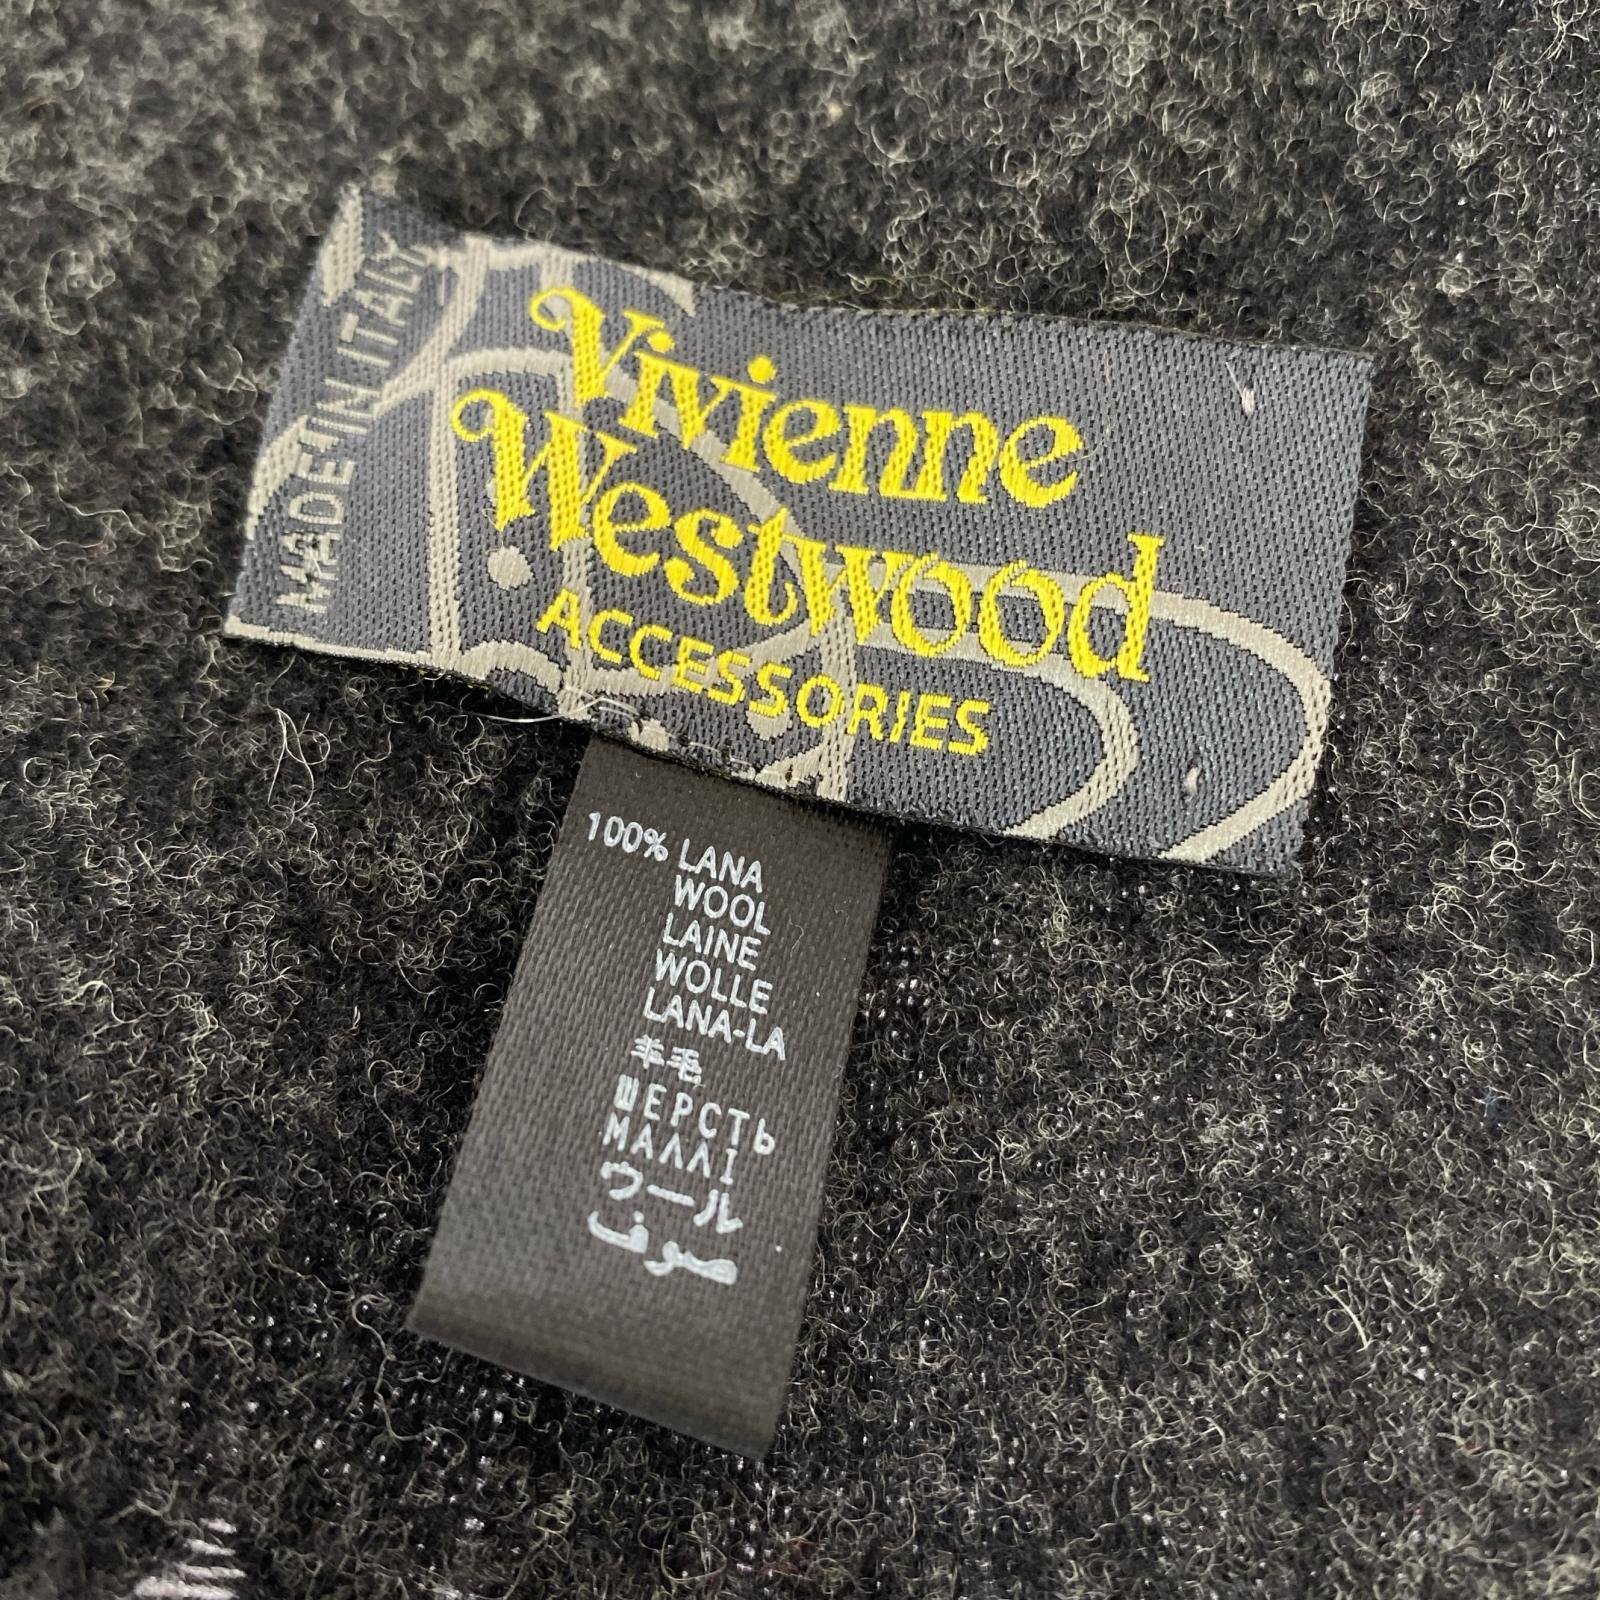 MADE IN ITALY
Vivienne
Westwood
ACCESSORIES
100% LANA
WOOL
LAINE
WOLLE
LANA-LA
羊毛
ШЕРСТЬ
ΜΑΛΛΙ
ウール
صوف